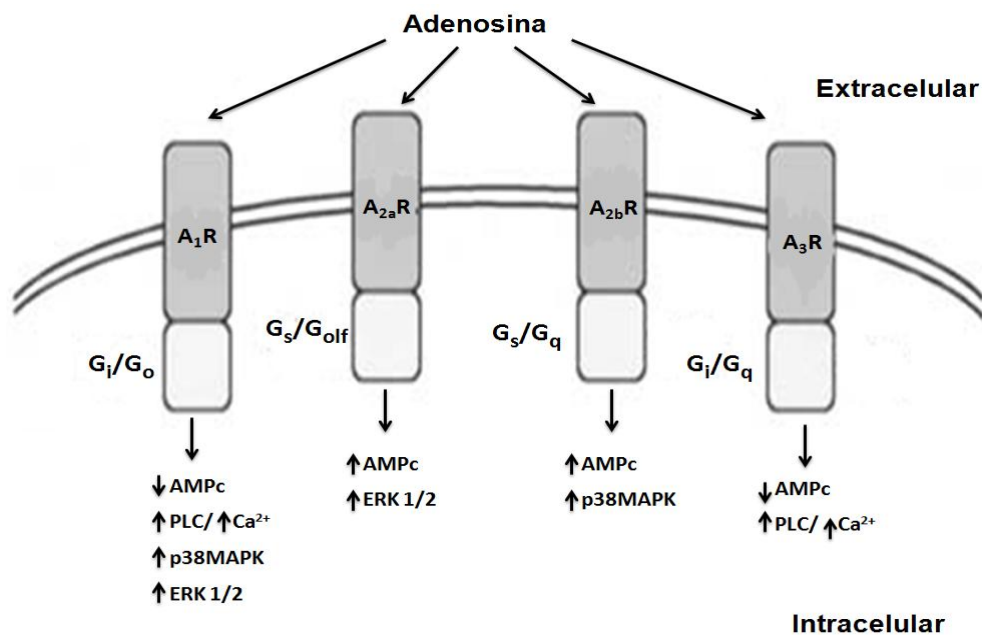 Adenosina
Extracelular
A₁R
A₂ₐR
A₂bR
A₃R
Gᵢ/Gₒ
Gₛ/Gₒₗf
Gₛ/Gq
Gᵢ/Gq
↓ AMPc
↑ PLC/ ↑ Ca²⁺
↑ p38MAPK
↑ ERK 1/2
↑ AMPc
↑ ERK 1/2
↑ AMPc
↑ p38MAPK
↓ AMPc
↑ PLC/ ↑ Ca²⁺
Intracelular